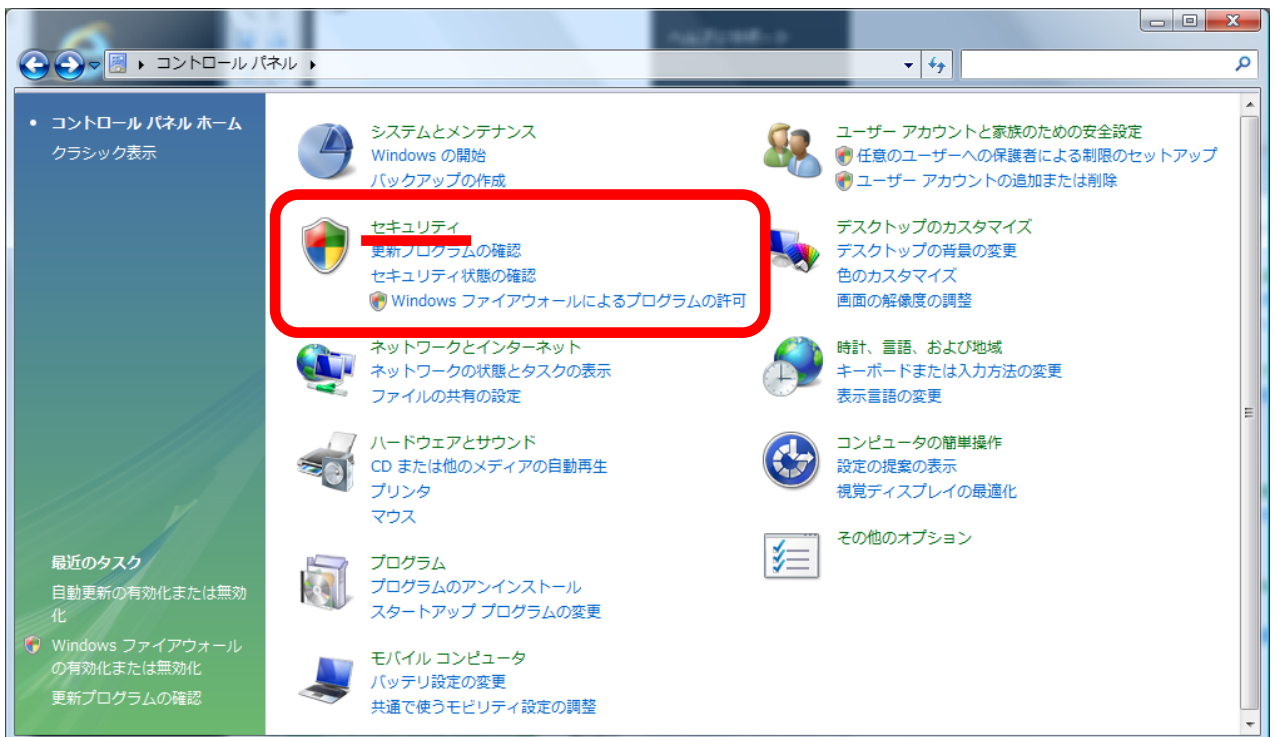 コントロール パネル
コントロール パネル ホーム
クラシック表示
システムとメンテナンス
Windows の開始
バックアップの作成
セキュリティ
更新プログラムの確認
セキュリティ状態の確認
Windows ファイアウォールによるプログラムの許可
ネットワークとインターネット
ネットワークの状態とタスクの表示
ファイルの共有の設定
ハードウェアとサウンド
CD または他のメディアの自動再生
プリンタ
マウス
プログラム
プログラムのアンインストール
スタートアップ プログラムの変更
モバイル コンピュータ
バッテリ設定の変更
共通で使うモビリティ設定の調整
ユーザー アカウントと家族のための安全設定
任意のユーザーへの保護者による制限のセットアップ
ユーザー アカウントの追加または削除
デスクトップのカスタマイズ
デスクトップの背景の変更
色のカスタマイズ
画面の解像度の調整
時計、言語、および地域
キーボードまたは入力方法の変更
表示言語の変更
コンピュータの簡単操作
設定の提案の表示
視覚ディスプレイの最適化
その他のオプション
最近のタスク
自動更新の有効化または無効
化
Windows ファイアウォール
の有効化または無効化
更新プログラムの確認